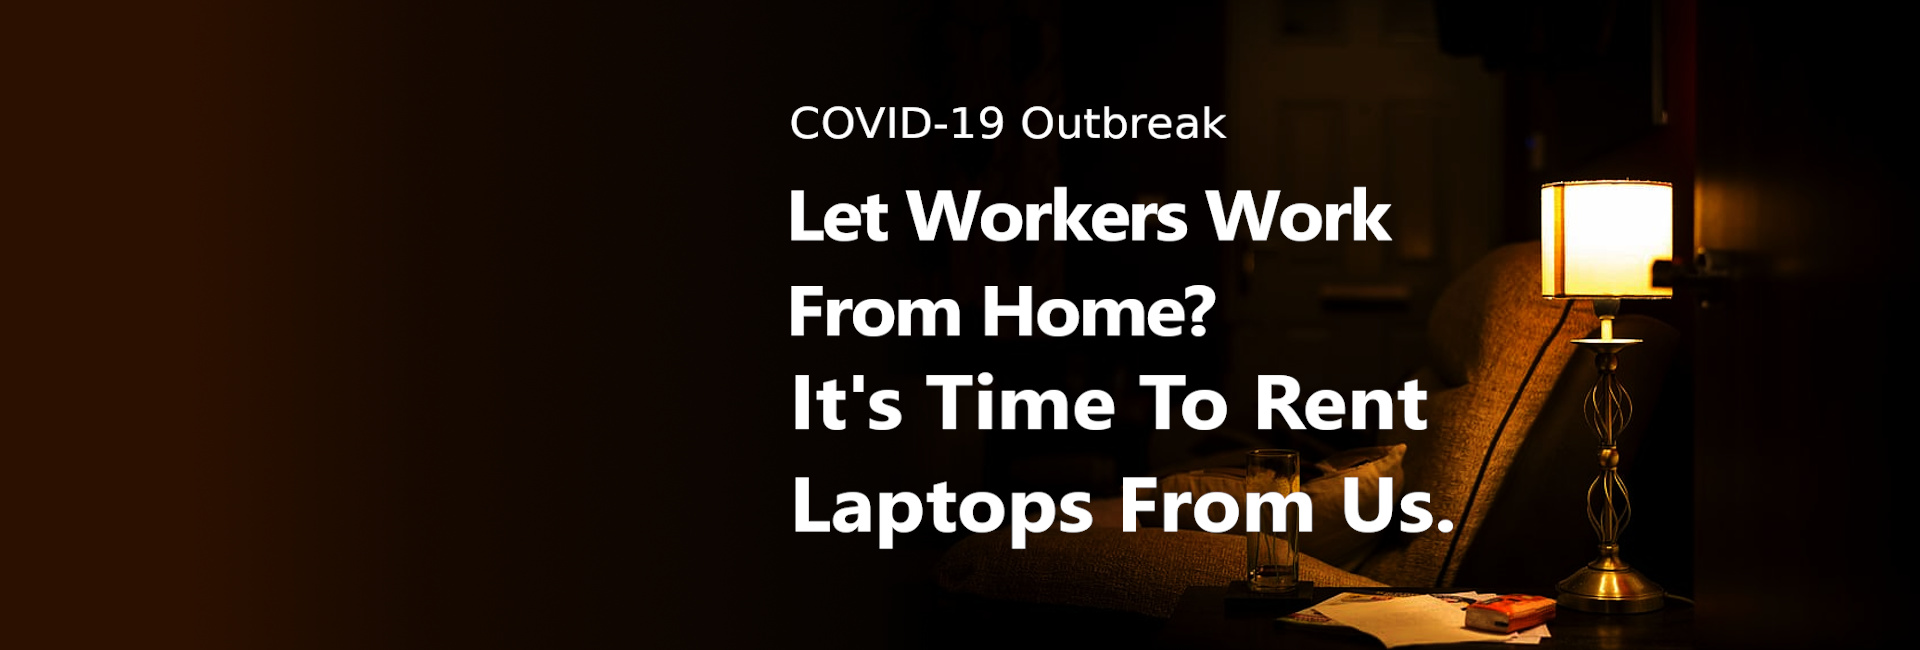 COVID-19 Outbreak
Let Workers Work
From Home?
It's Time To Rent
Laptops From Us.